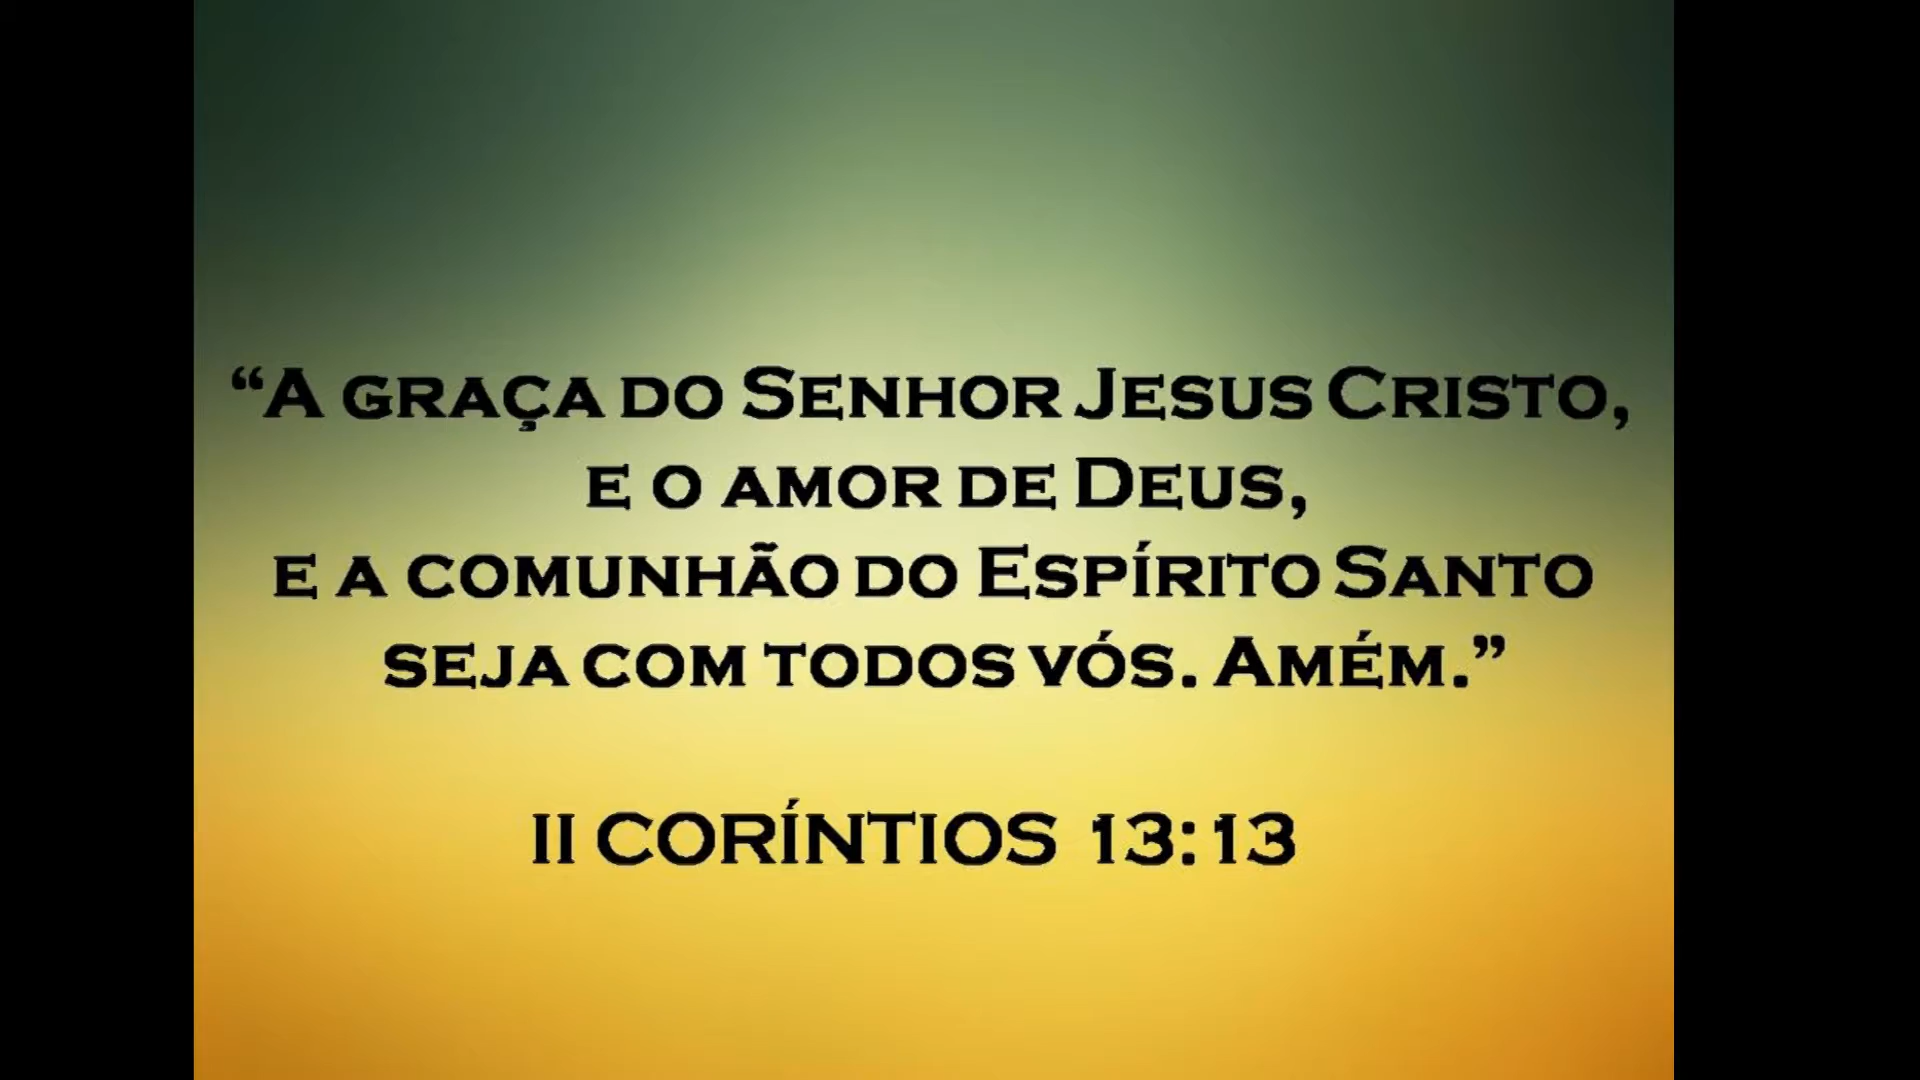 “A graça do Senhor Jesus Cristo,
e o amor de Deus,
e a comunhão do Espírito Santo
seja com todos vós. Amém.”
II CORÍNTIOS 13:13